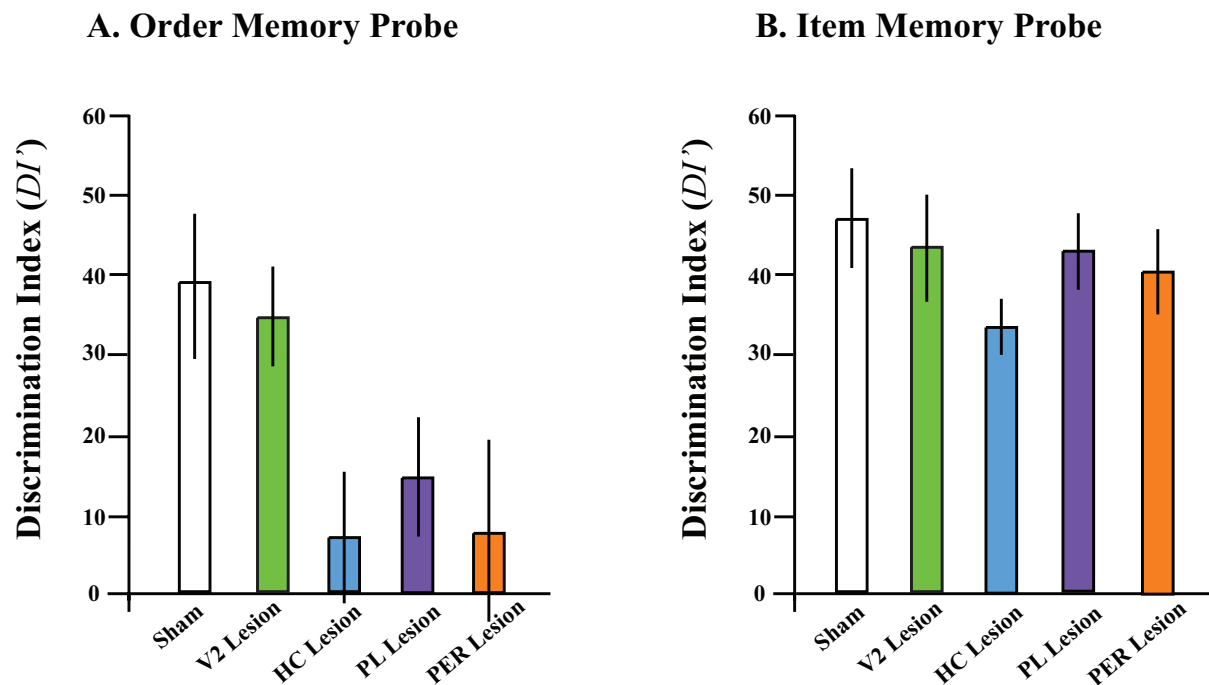 A. Order Memory Probe
Discrimination Index (DI’)
60
50
40
30
20
10
0
Sham
V2 Lesion
HC Lesion
PL Lesion
PER Lesion
B. Item Memory Probe
Discrimination Index (DI’)
60
50
40
30
20
10
0
Sham
V2 Lesion
HC Lesion
PL Lesion
PER Lesion